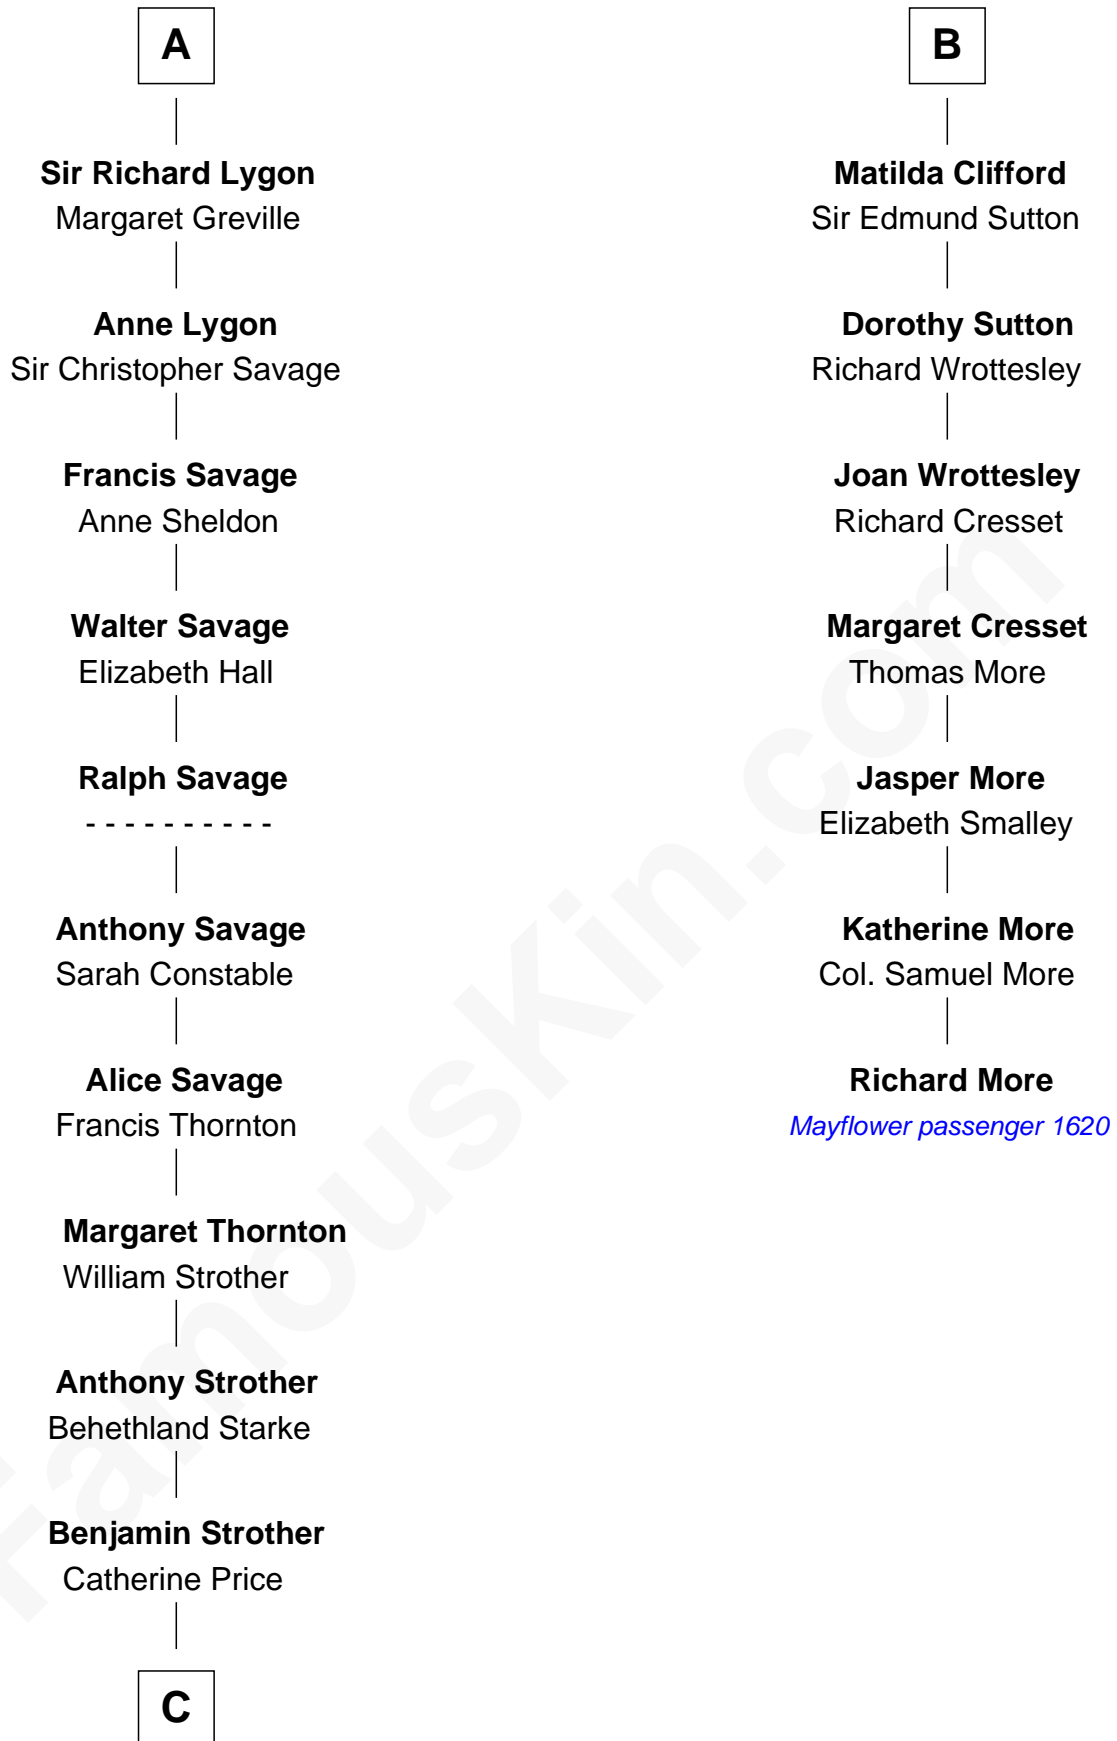 A
Sir Richard Lygon
Margaret Greville
Anne Lygon
Sir Christopher Savage
Francis Savage
Anne Sheldon
Walter Savage
Elizabeth Hall
Ralph Savage
- - - - - - - - - -
Anthony Savage
Sarah Constable
Alice Savage
Francis Thornton
Margaret Thornton
William Strother
Anthony Strother
Behethland Starke
Benjamin Strother
Catherine Price
C
B
Matilda Clifford
Sir Edmund Sutton
Dorothy Sutton
Richard Wrottesley
Joan Wrottesley
Richard Cresset
Margaret Cresset
Thomas More
Jasper More
Elizabeth Smalley
Katherine More
Col. Samuel More
Richard More
Mayflower passenger 1620
FamousKin.com